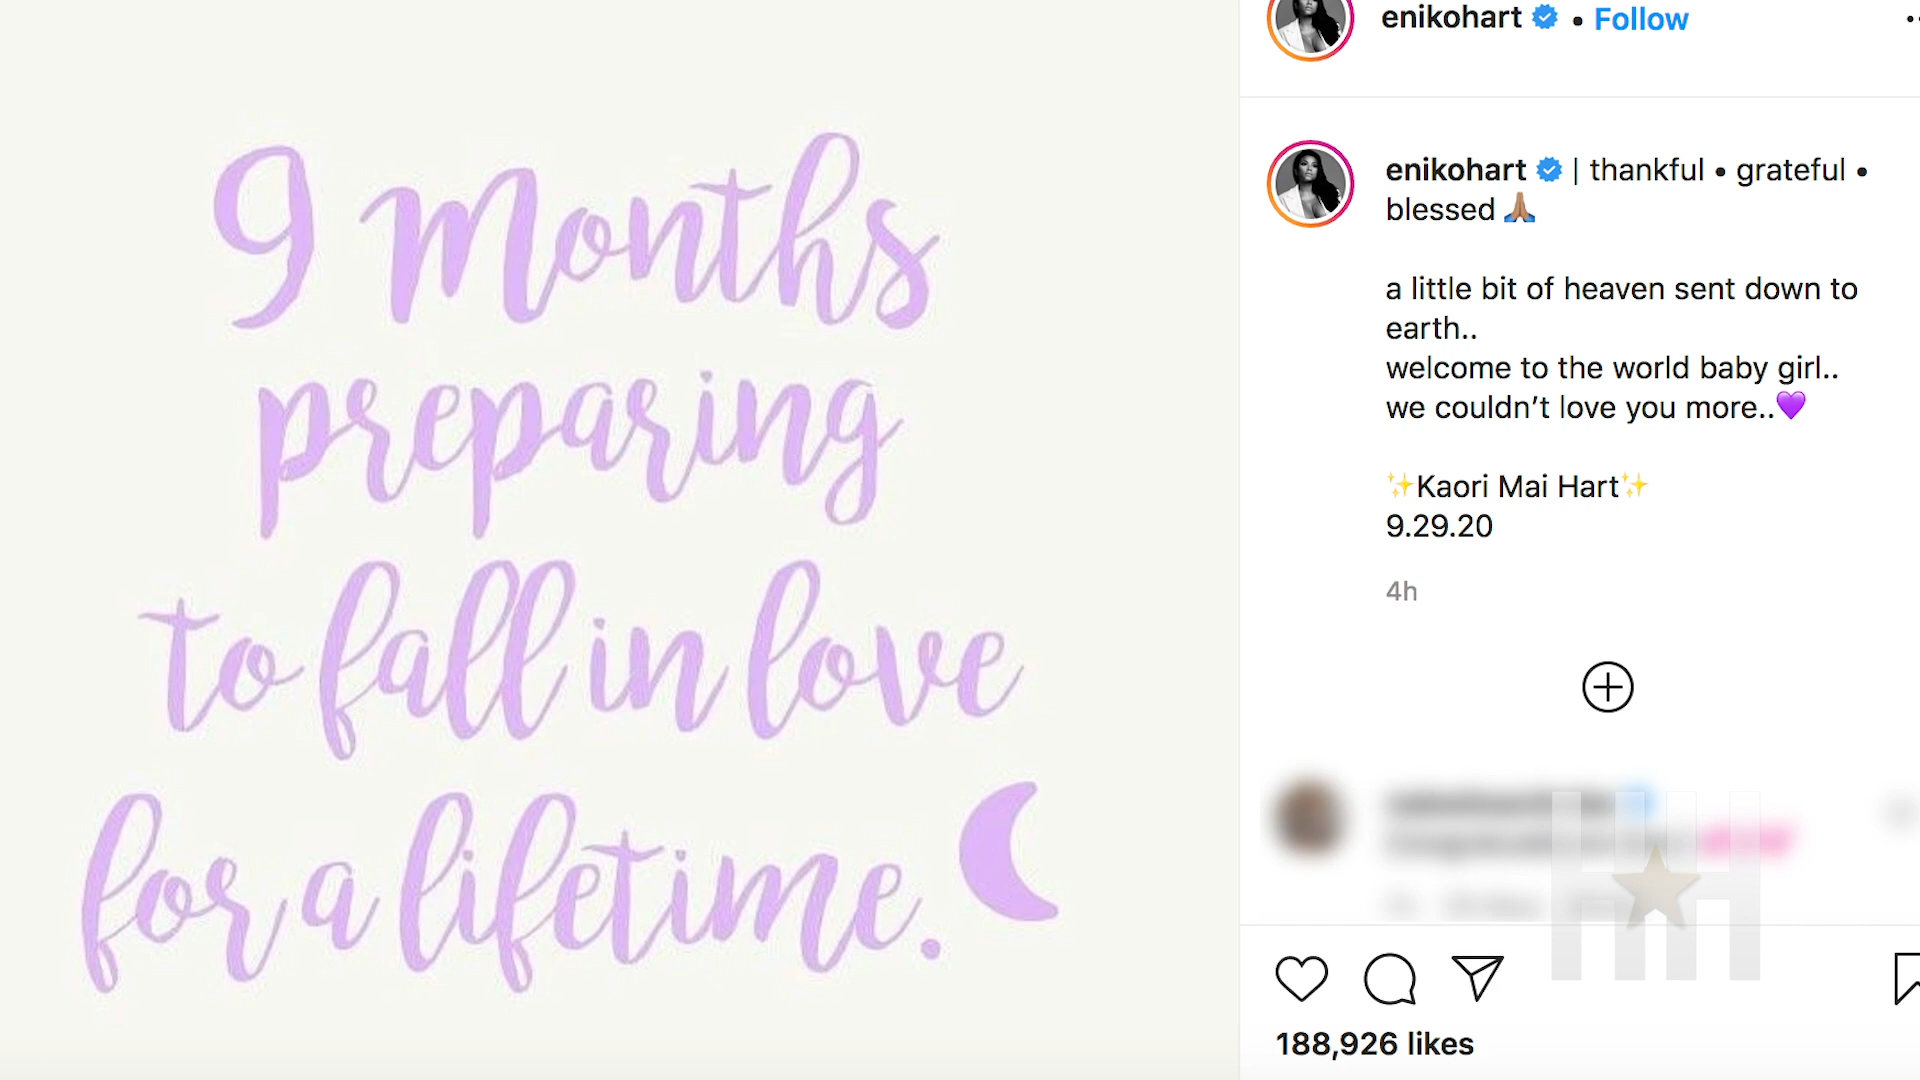 9 months
preparing
to fall in love
for a lifetime.
enikohart • Follow
enikohart | thankful • grateful •
blessed 🙏🏽
a little bit of heaven sent down to
earth..
welcome to the world baby girl..
we couldn’t love you more..💜
✨Kaori Mai Hart✨
9.29.20
4h
188,926 likes